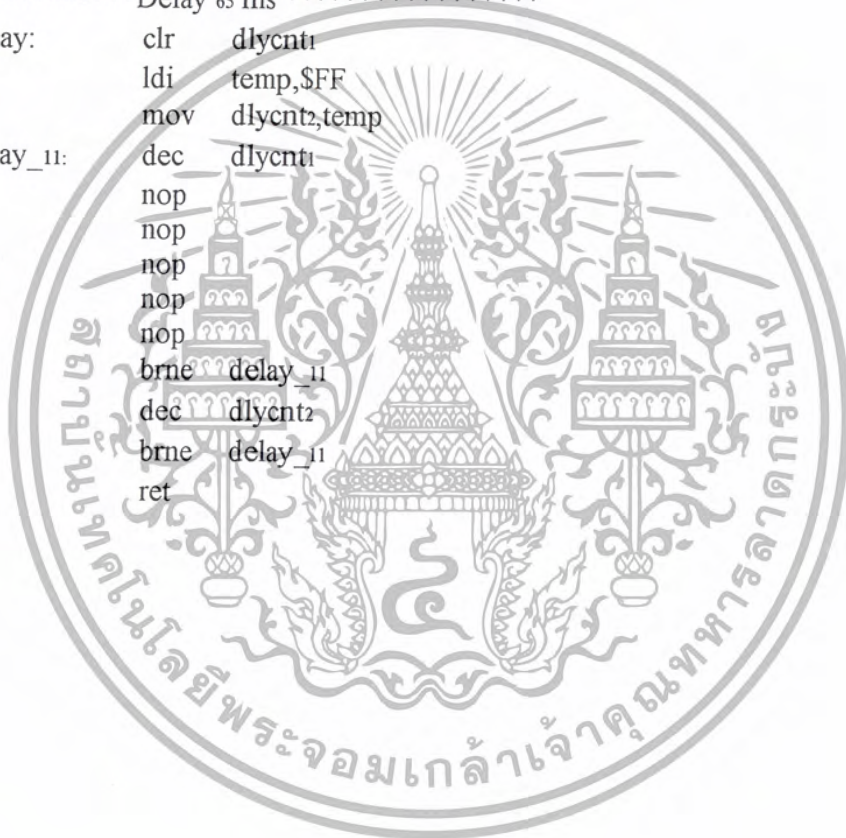 Delay 65 ms ******************
ay: clr dlycnt1
ldi temp,$FF
mov dlycnt2,temp
ay_11: dec dlycnt1
nop
nop
nop
nop
nop
brne delay_11
dec dlycnt2
brne delay_11
ret
สถาบันเทคโนโลยีพระจอมเกล้าเจ้าคุณทหารลาดกระบัง